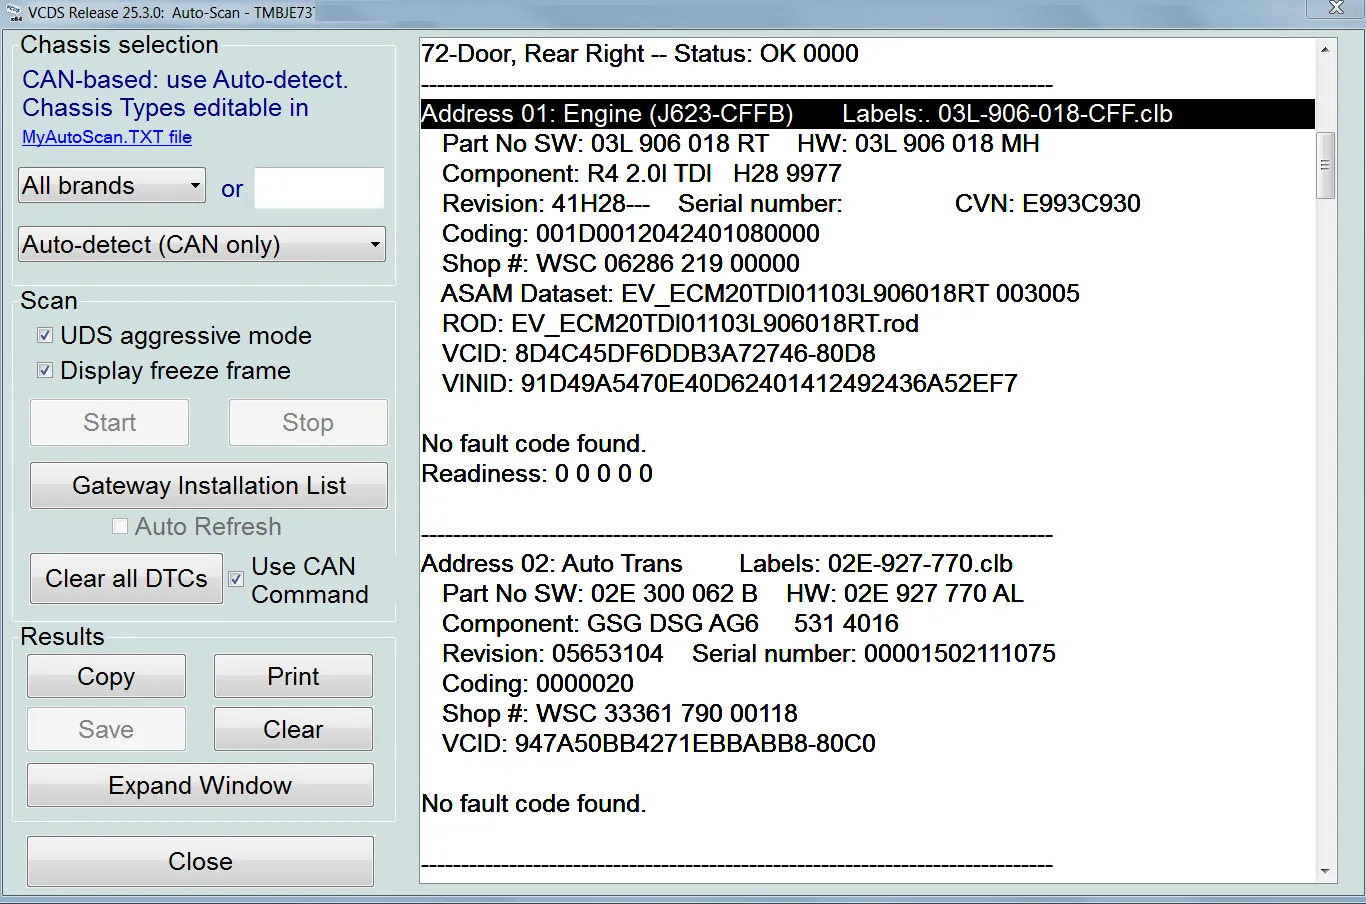 VCDS Release 25.3.0: Auto-Scan - TMBJE73
Chassis selection
CAN-based: use Auto-detect.
Chassis Types editable in
MyAutoScan.TXT file
All brands or
Auto-detect (CAN only)
Scan
UDS aggressive mode
Display freeze frame
Start Stop
Gateway Installation List
Auto Refresh
Clear all DTCs
Use CAN
Command
Results
Copy Print
Save Clear
Expand Window
Close
72-Door, Rear Right -- Status: OK 0000
-------------------------------------------------------------------------------
Address 01: Engine (J623-CFFB) Labels:. 03L-906-018-CFF.clb
Part No SW: 03L 906 018 RT HW: 03L 906 018 MH
Component: R4 2.0l TDI H28 9977
Revision: 41H28--- Serial number: CVN: E993C930
Coding: 001D0012042401080000
Shop #: WSC 06286 219 00000
ASAM Dataset: EV_ECM20TDI01103L906018RT 003005
ROD: EV_ECM20TDI01103L906018RT.rod
VCID: 8D4C45DF6DDB3A72746-80D8
VINID: 91D49A5470E40D62401412492436A52EF7
No fault code found.
Readiness: 0 0 0 0 0
-------------------------------------------------------------------------------
Address 02: Auto Trans Labels: 02E-927-770.clb
Part No SW: 02E 300 062 B HW: 02E 927 770 AL
Component: GSG DSG AG6 531 4016
Revision: 05653104 Serial number: 00001502111075
Coding: 0000020
Shop #: WSC 33361 790 00118
VCID: 947A50BB4271EBBABB8-80C0
No fault code found.
-------------------------------------------------------------------------------